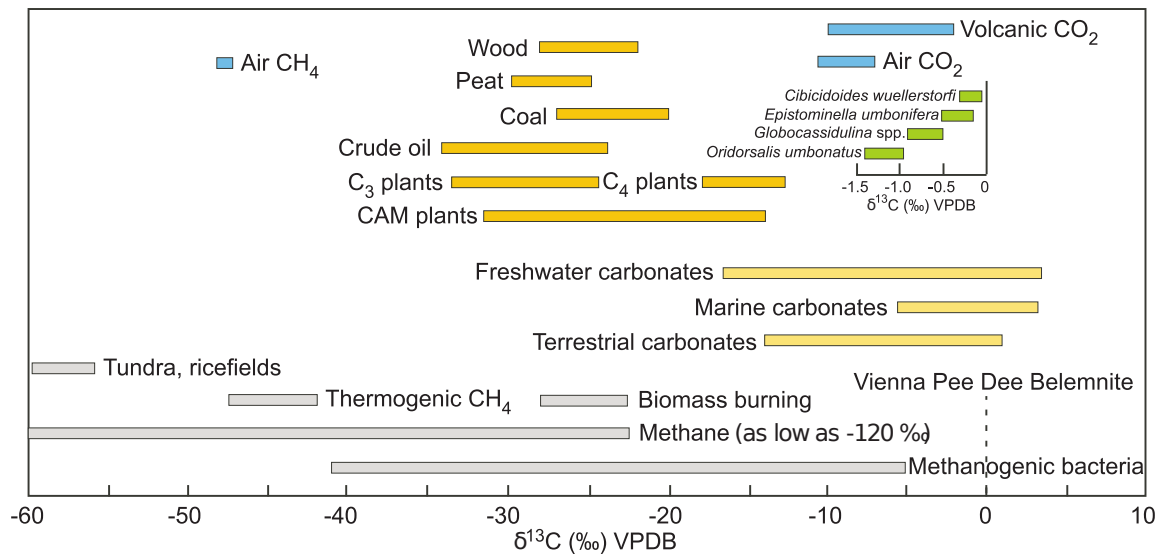 Volcanic CO₂
Wood
Air CH₄
Air CO₂
Peat
Cibicidoides wuellerstorfi
Coal
Epistominella umbonifera
Globocassidulina spp.
Crude oil
Oridorsalis umbonatus
C₃ plants
C₄ plants
-1.5 -1.0 -0.5 0
δ¹³C (‰) VPDB
CAM plants
Freshwater carbonates
Marine carbonates
Terrestrial carbonates
Tundra, ricefields
Vienna Pee Dee Belemnite
Thermogenic CH₄
Biomass burning
Methane (as low as -120 ‰)
Methanogenic bacteria
-60 -50 -40 -30 -20 -10 0 10
δ¹³C (‰) VPDB